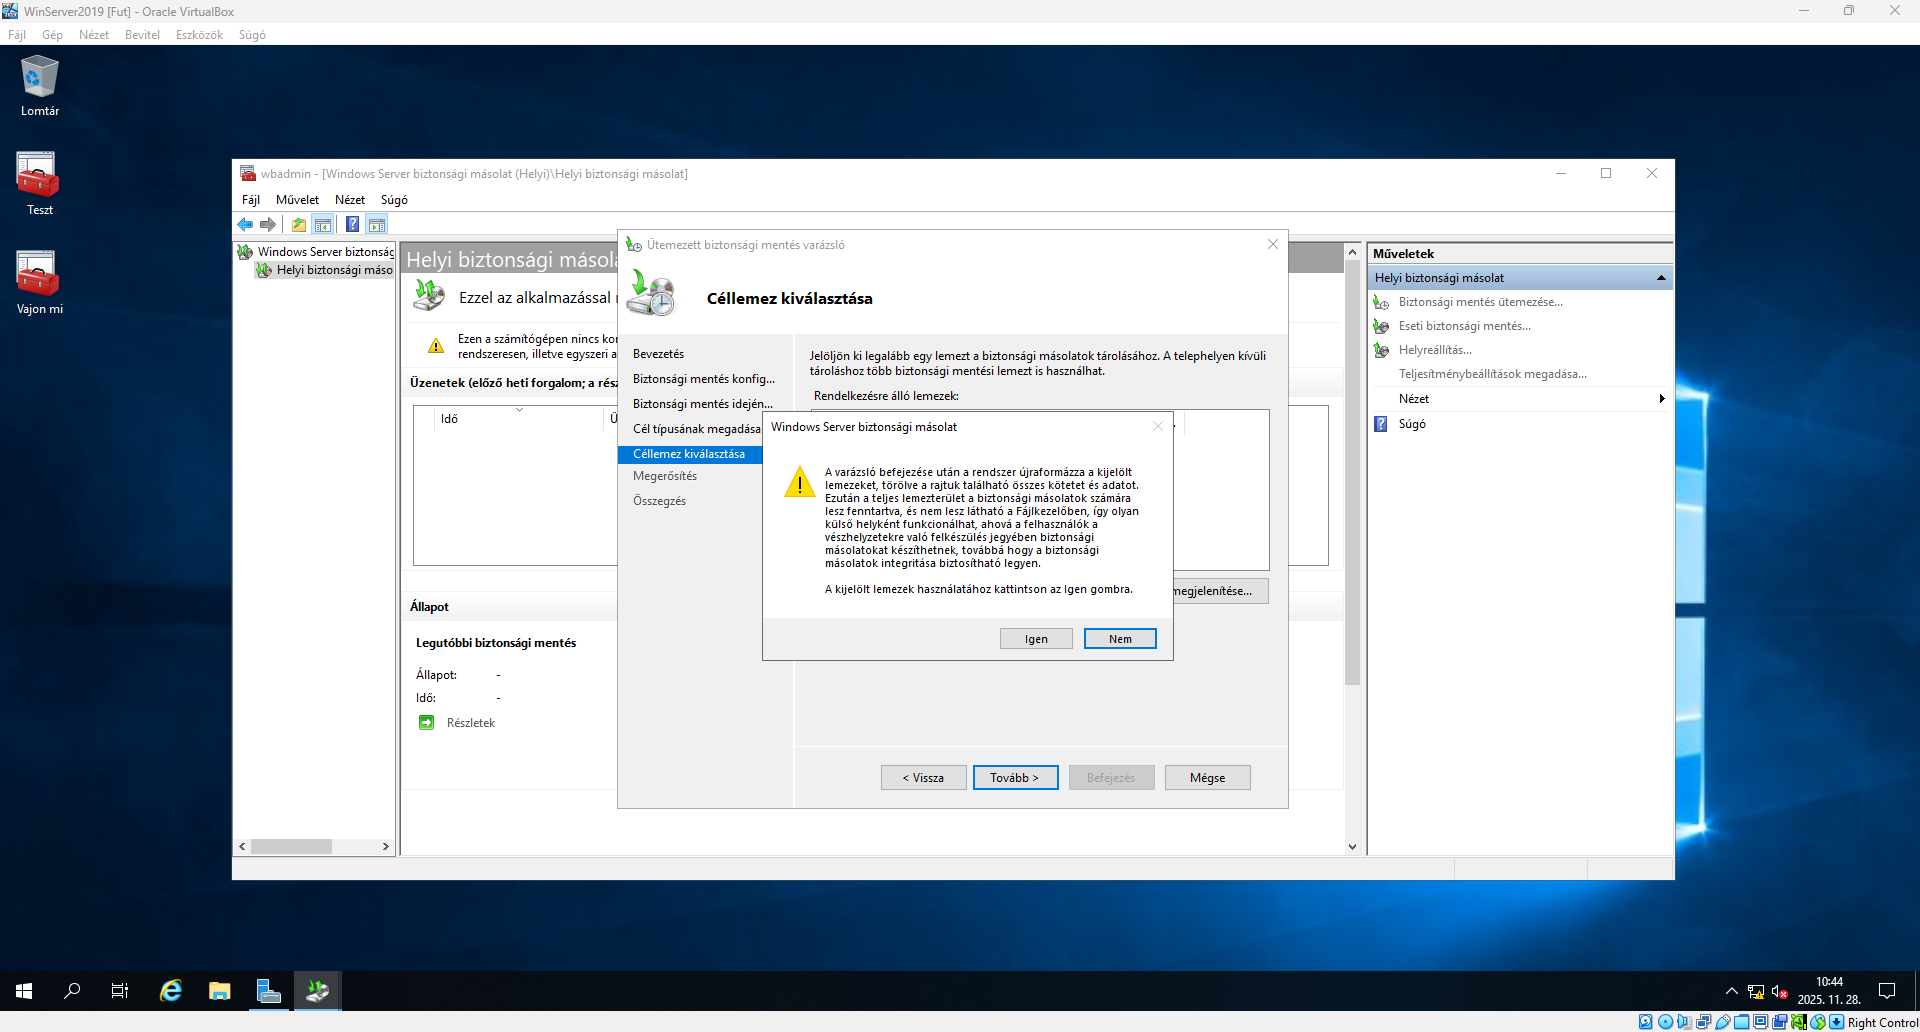 WinServer2019 [Fut] - Oracle VirtualBox
Fájl Gép Nézet Bevitel Eszközök Súgó
Lomtár
Teszt
Vajon mi
wbadmin - [Windows Server biztonsági másolat (Helyi)\Helyi biztonsági másolat]
Fájl Művelet Nézet Súgó
Windows Server biztonság
Helyi biztonsági máso
Helyi biztonsági másola
Ezzel az alkalmazással
Ezen a számítógépen nincs kor
rendszeresen, illetve egyszeri a
Üzenetek (előző heti forgalom; a rész
Idő
Ü
Állapot
Legutóbbi biztonsági mentés
Állapot: -
Idő: -
Részletek
Ütemezett biztonsági mentés varázsló
Céllemez kiválasztása
Bevezetés
Biztonsági mentés konfig...
Biztonsági mentés idején...
Cél típusának megadása
Céllemez kiválasztása
Megerősítés
Összegzés
Jelöljön ki legalább egy lemezt a biztonsági másolatok tárolásához. A telephelyen kívüli
tároláshoz több biztonsági mentési lemezt is használhat.
Rendelkezésre álló lemezek:
megjelenítése...
Windows Server biztonsági másolat
A varázsló befejezése után a rendszer újraformázza a kijelölt
lemezeket, törölve a rajtuk található összes kötetet és adatot.
Ezután a teljes lemezterület a biztonsági másolatok számára
lesz fenntartva, és nem lesz látható a Fájlkezelőben, így olyan
külső helyként funkcionálhat, ahová a felhasználók a
vészhelyzetekre való felkészülés jegyében biztonsági
másolatokat készíthetnek, továbbá hogy a biztonsági
másolatok integritása biztosítható legyen.
A kijelölt lemezek használatához kattintson az Igen gombra.
Igen Nem
< Vissza Tovább > Befejezés Mégse
Műveletek
Helyi biztonsági másolat
Biztonsági mentés ütemezése...
Eseti biztonsági mentés...
Helyreállítás...
Teljesítménybeállítások megadása...
Nézet
Súgó
10:44
2025. 11. 28.
Right Control